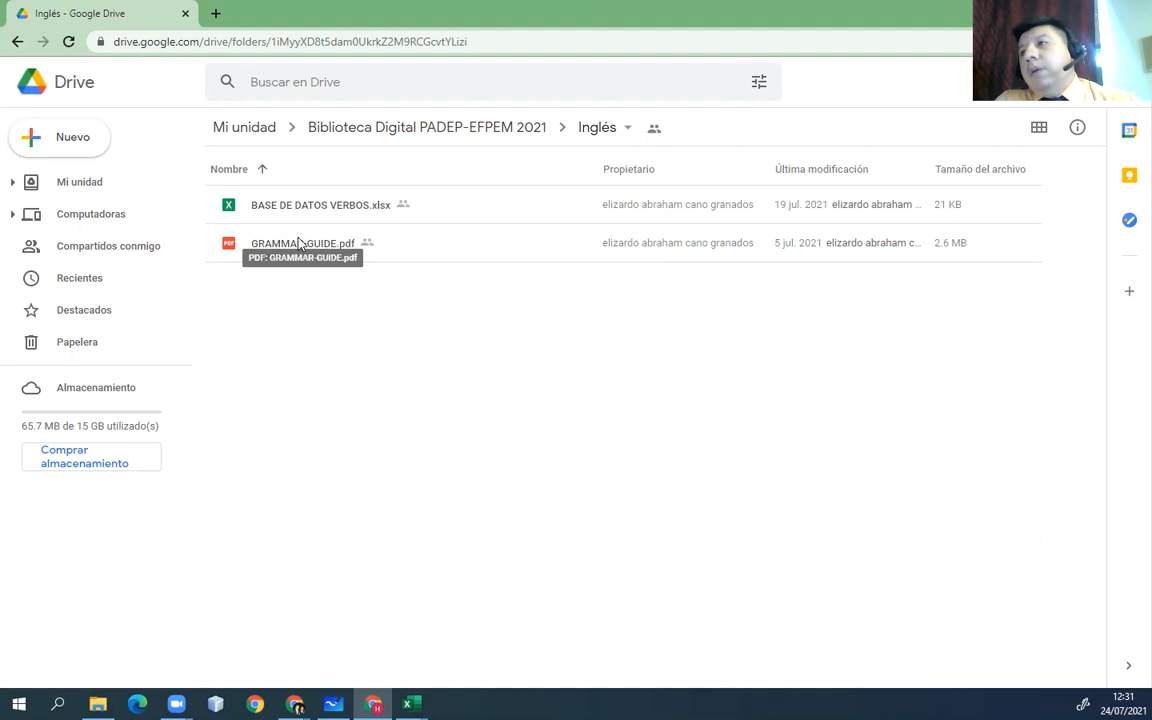 Inglés - Google Drive
drive.google.com/drive/folders/1iMyyXD8t5dam0UkrkZ2M9RCGcvtYLizi
Drive
Buscar en Drive
Nuevo
Mi unidad > Biblioteca Digital PADEP-EFPEM 2021 > Inglés
Nombre Propietario Última modificación Tamaño del archivo
Mi unidad
BASE DE DATOS VERBOS.xlsx elizardo abraham cano granados 19 jul. 2021 elizardo abraham ... 21 KB
Computadoras
PDF GRAMMAR-GUIDE.pdf elizardo abraham cano granados 5 jul. 2021 elizardo abraham c... 2.6 MB
PDF: GRAMMAR-GUIDE.pdf
Compartidos conmigo
Recientes
Destacados
Papelera
Almacenamiento
65.7 MB de 15 GB utilizado(s)
Comprar
almacenamiento
31
12:31
24/07/2021